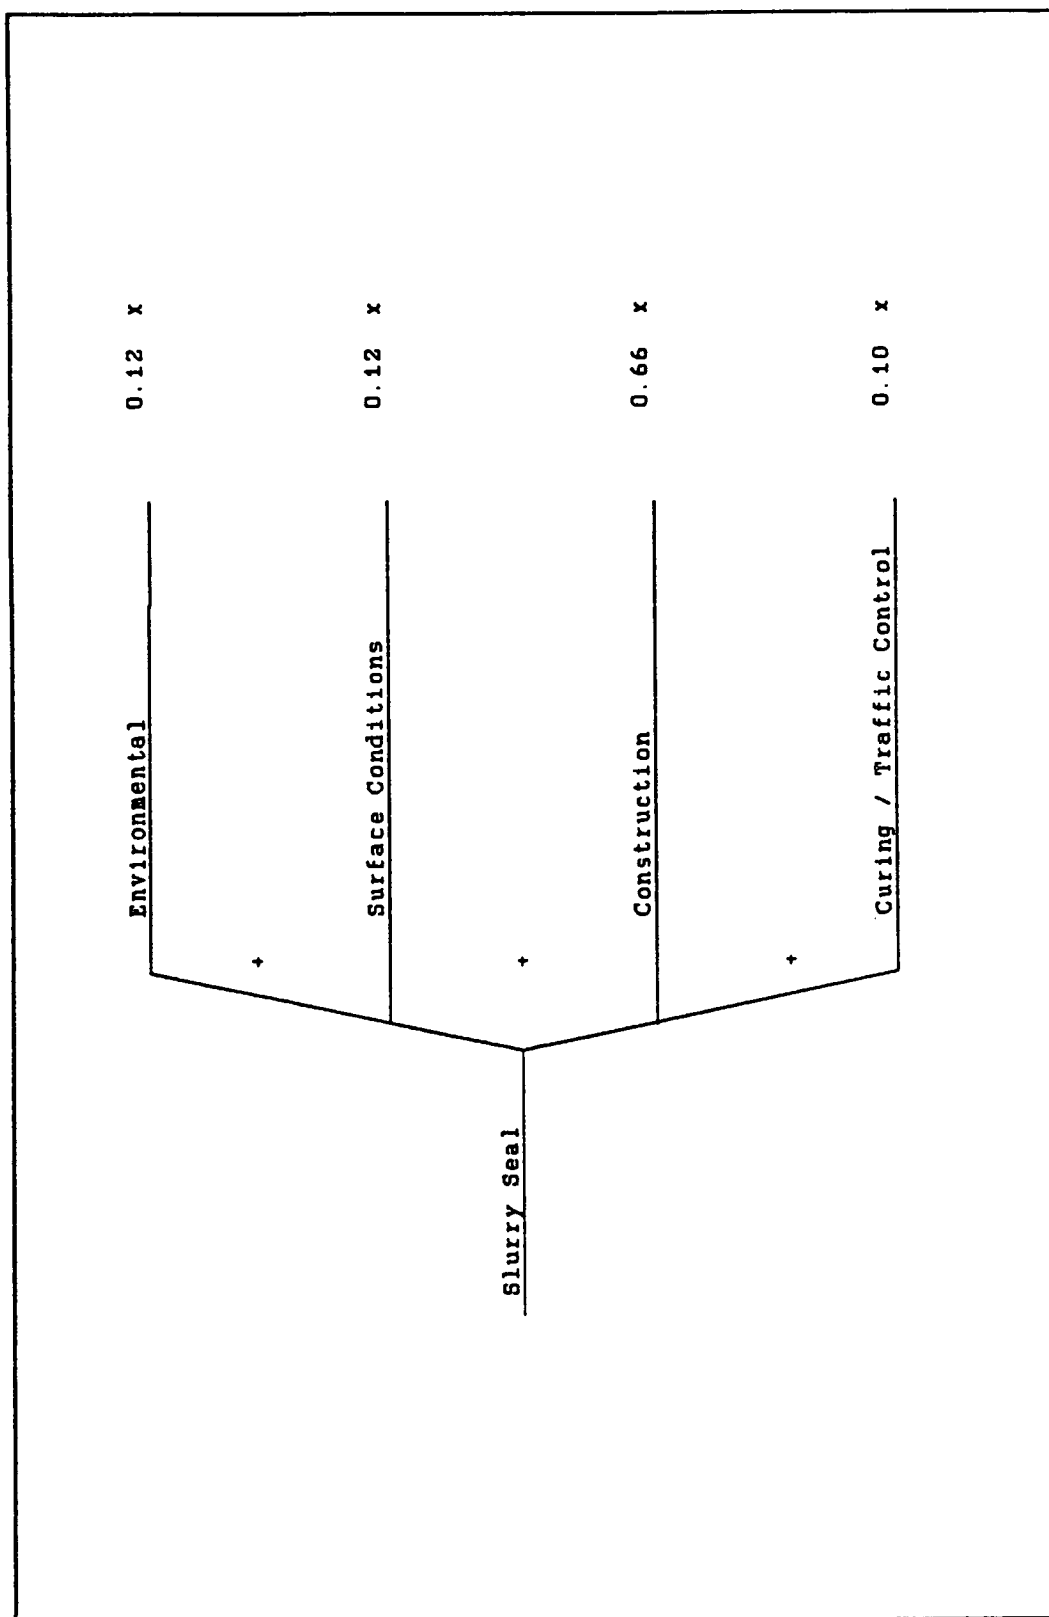 Environmental 0.12 x
+
Surface Conditions 0.12 x
Slurry Seal
+
Construction 0.66 x
+
Curing / Traffic Control 0.10 x